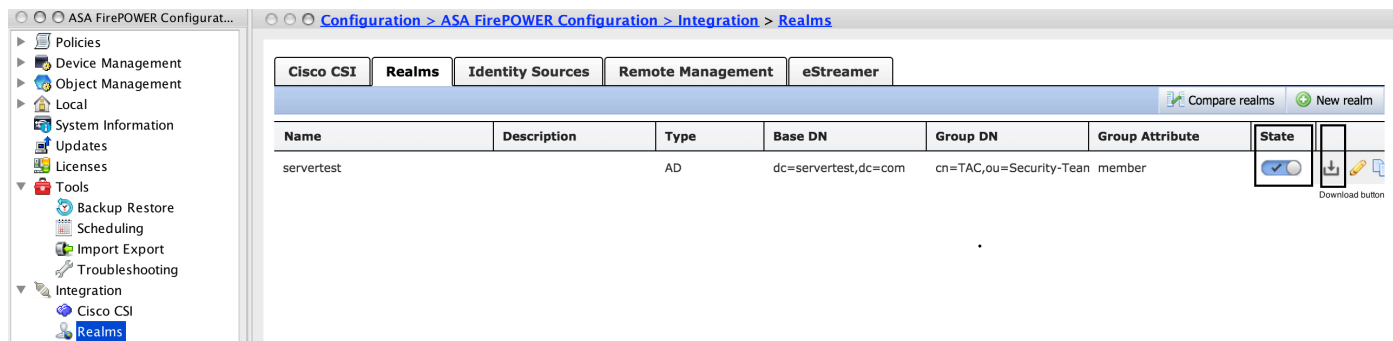 ASA FirePOWER Configurat...
Policies
Device Management
Object Management
Local
System Information
Updates
Licenses
Tools
Backup Restore
Scheduling
Import Export
Troubleshooting
Integration
Cisco CSI
Realms
Configuration > ASA FirePOWER Configuration > Integration > Realms
Cisco CSI Realms Identity Sources Remote Management eStreamer
Compare realms New realm
Name Description Type Base DN Group DN Group Attribute State
servertest AD dc=servertest,dc=com cn=TAC,ou=Security-Tean member
Download button